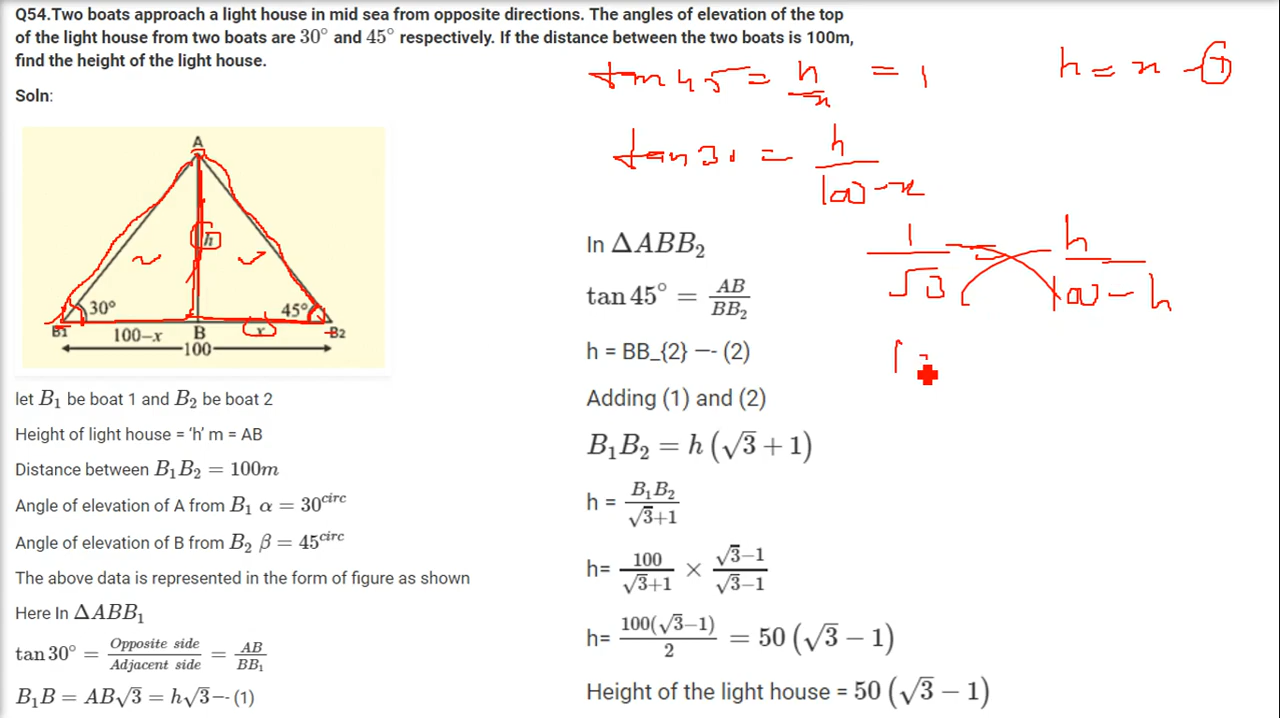 Q54.Two boats approach a light house in mid sea from opposite directions. The angles of elevation of the top
of the light house from two boats are 30° and 45° respectively. If the distance between the two boats is 100m,
find the height of the light house.
Soln:
A
h
30°
45°
B1
100–x
B
x
B2
100
let B₁ be boat 1 and B₂ be boat 2
Height of light house = ‘h’ m = AB
Distance between B₁B₂ = 100m
Angle of elevation of A from B₁ α = 30^circ
Angle of elevation of B from B₂ β = 45^circ
The above data is represented in the form of figure as shown
Here In ΔABB₁
tan 30° = Opposite side / Adjacent side = AB / BB₁
B₁B = AB√3 = h√3 –- (1)
tan 45 = h/x = 1
h = x –①
tan 30 = h / 100-x
In ΔABB₂
tan 45° = AB / BB₂
h = BB_{2} –- (2)
Adding (1) and (2)
B₁B₂ = h (√3 + 1)
h = B₁B₂ / √3+1
h= 100 / √3+1 × √3–1 / √3–1
h= 100(√3–1) / 2 = 50 (√3 – 1)
Height of the light house = 50 (√3 – 1)
1/√3 = h / 100 – h